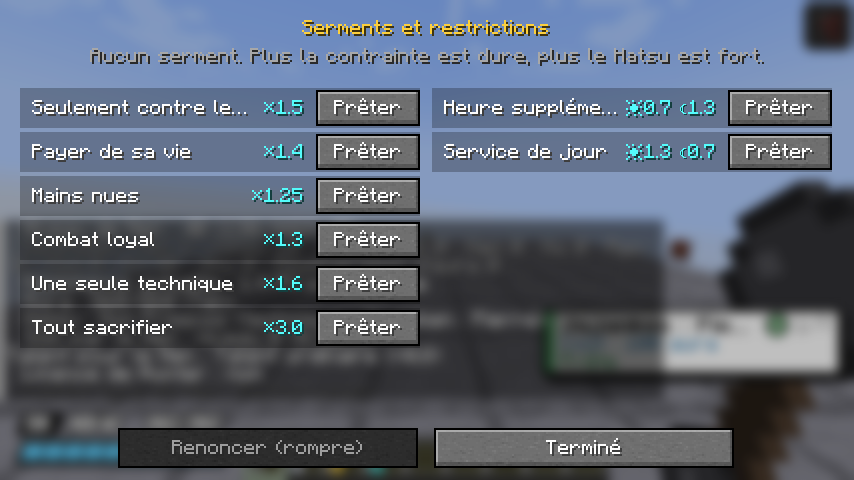 Serments et restrictions
Aucun serment. Plus la contrainte est dure, plus le Hatsu est fort.
Seulement contre le... ×1.5 Prêter
Heure suppléme... ☀0.7 ☾1.3 Prêter
Payer de sa vie ×1.4 Prêter
Service de jour ☀1.3 ☾0.7 Prêter
Mains nues ×1.25 Prêter
Combat loyal ×1.3 Prêter
Une seule technique ×1.6 Prêter
Tout sacrifier ×3.0 Prêter
Renoncer (rompre)
Terminé